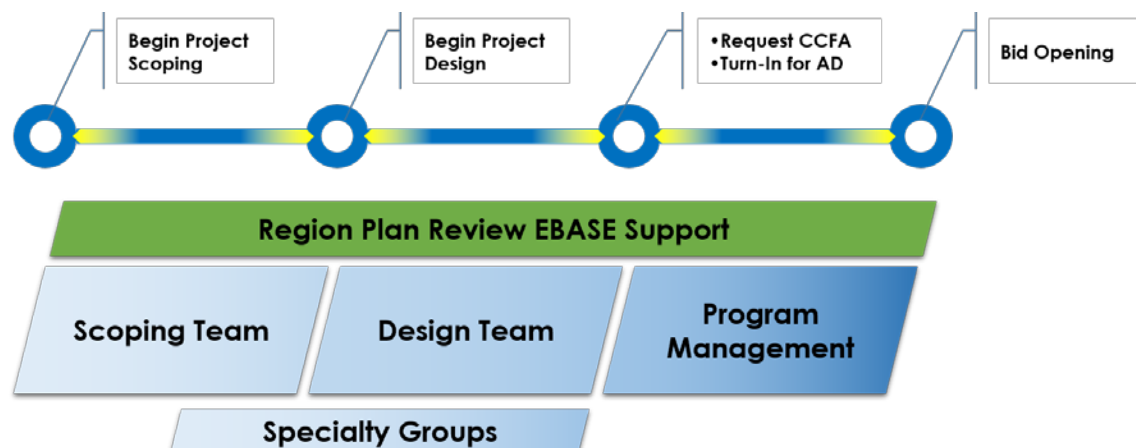 Begin Project
Scoping
Begin Project
Design
•Request CCFA
•Turn-In for AD
Bid Opening
Region Plan Review EBASE Support
Scoping Team
Design Team
Program
Management
Specialty Groups